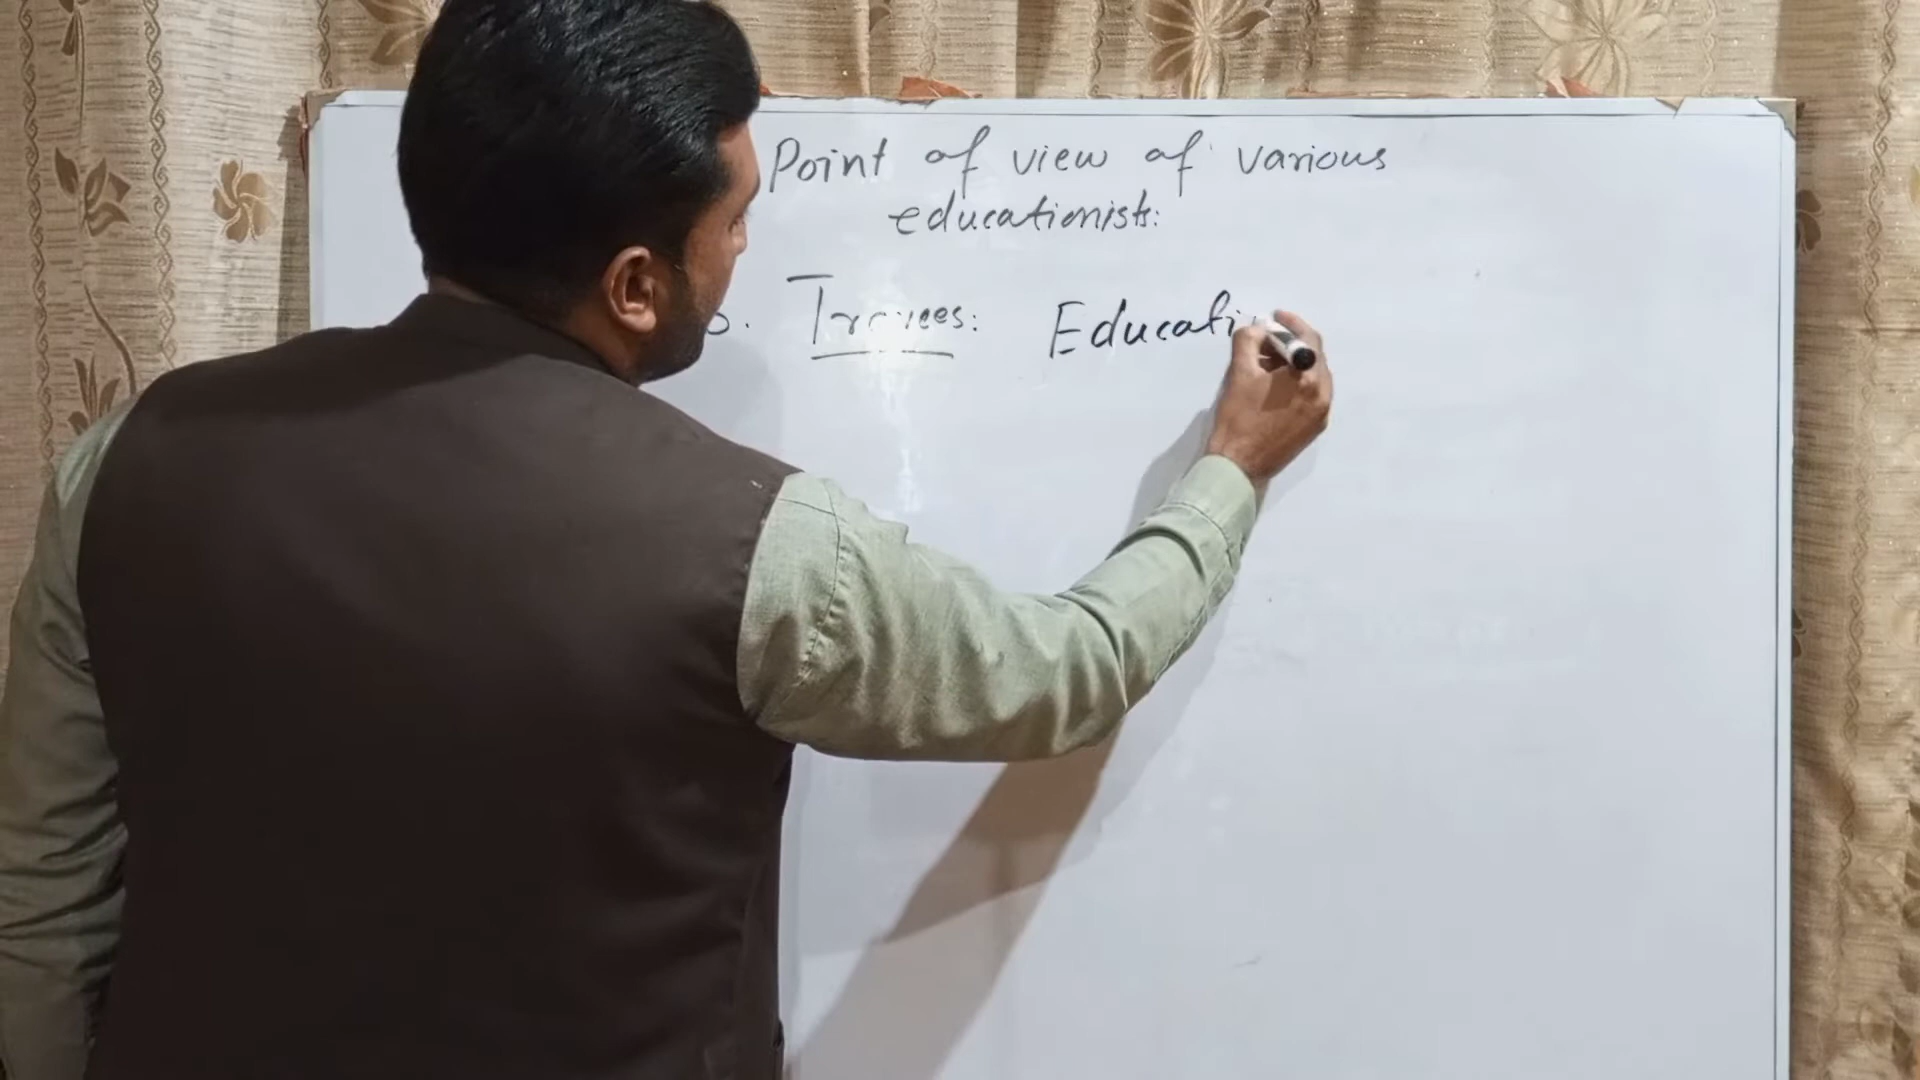 Point of view of various
educationists:
Educati